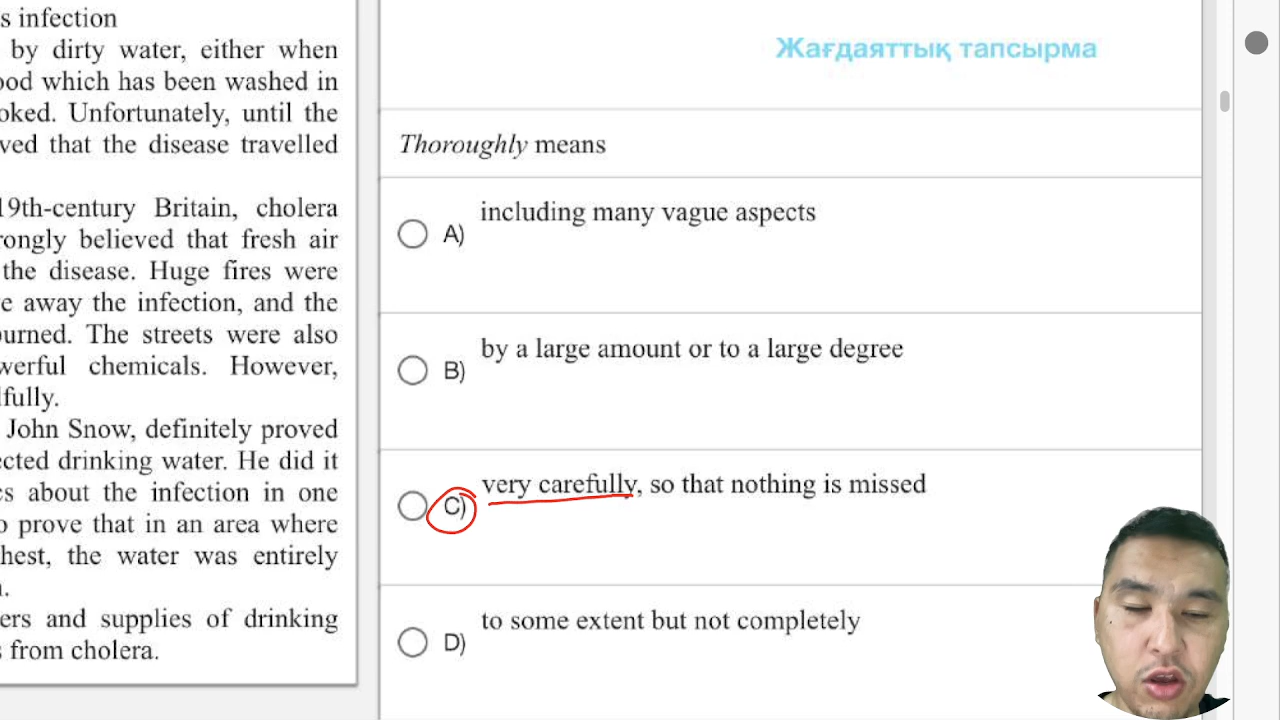 s infection
by dirty water, either when
ood which has been washed in
oked. Unfortunately, until the
ved that the disease travelled
19th-century Britain, cholera
rongly believed that fresh air
the disease. Huge fires were
e away the infection, and the
burned. The streets were also
werful chemicals. However,
lfully.
John Snow, definitely proved
ected drinking water. He did it
cs about the infection in one
o prove that in an area where
hest, the water was entirely
ers and supplies of drinking
s from cholera.
Жағдаяттық тапсырма
Thoroughly means
A) including many vague aspects
B) by a large amount or to a large degree
C) very carefully, so that nothing is missed
D) to some extent but not completely